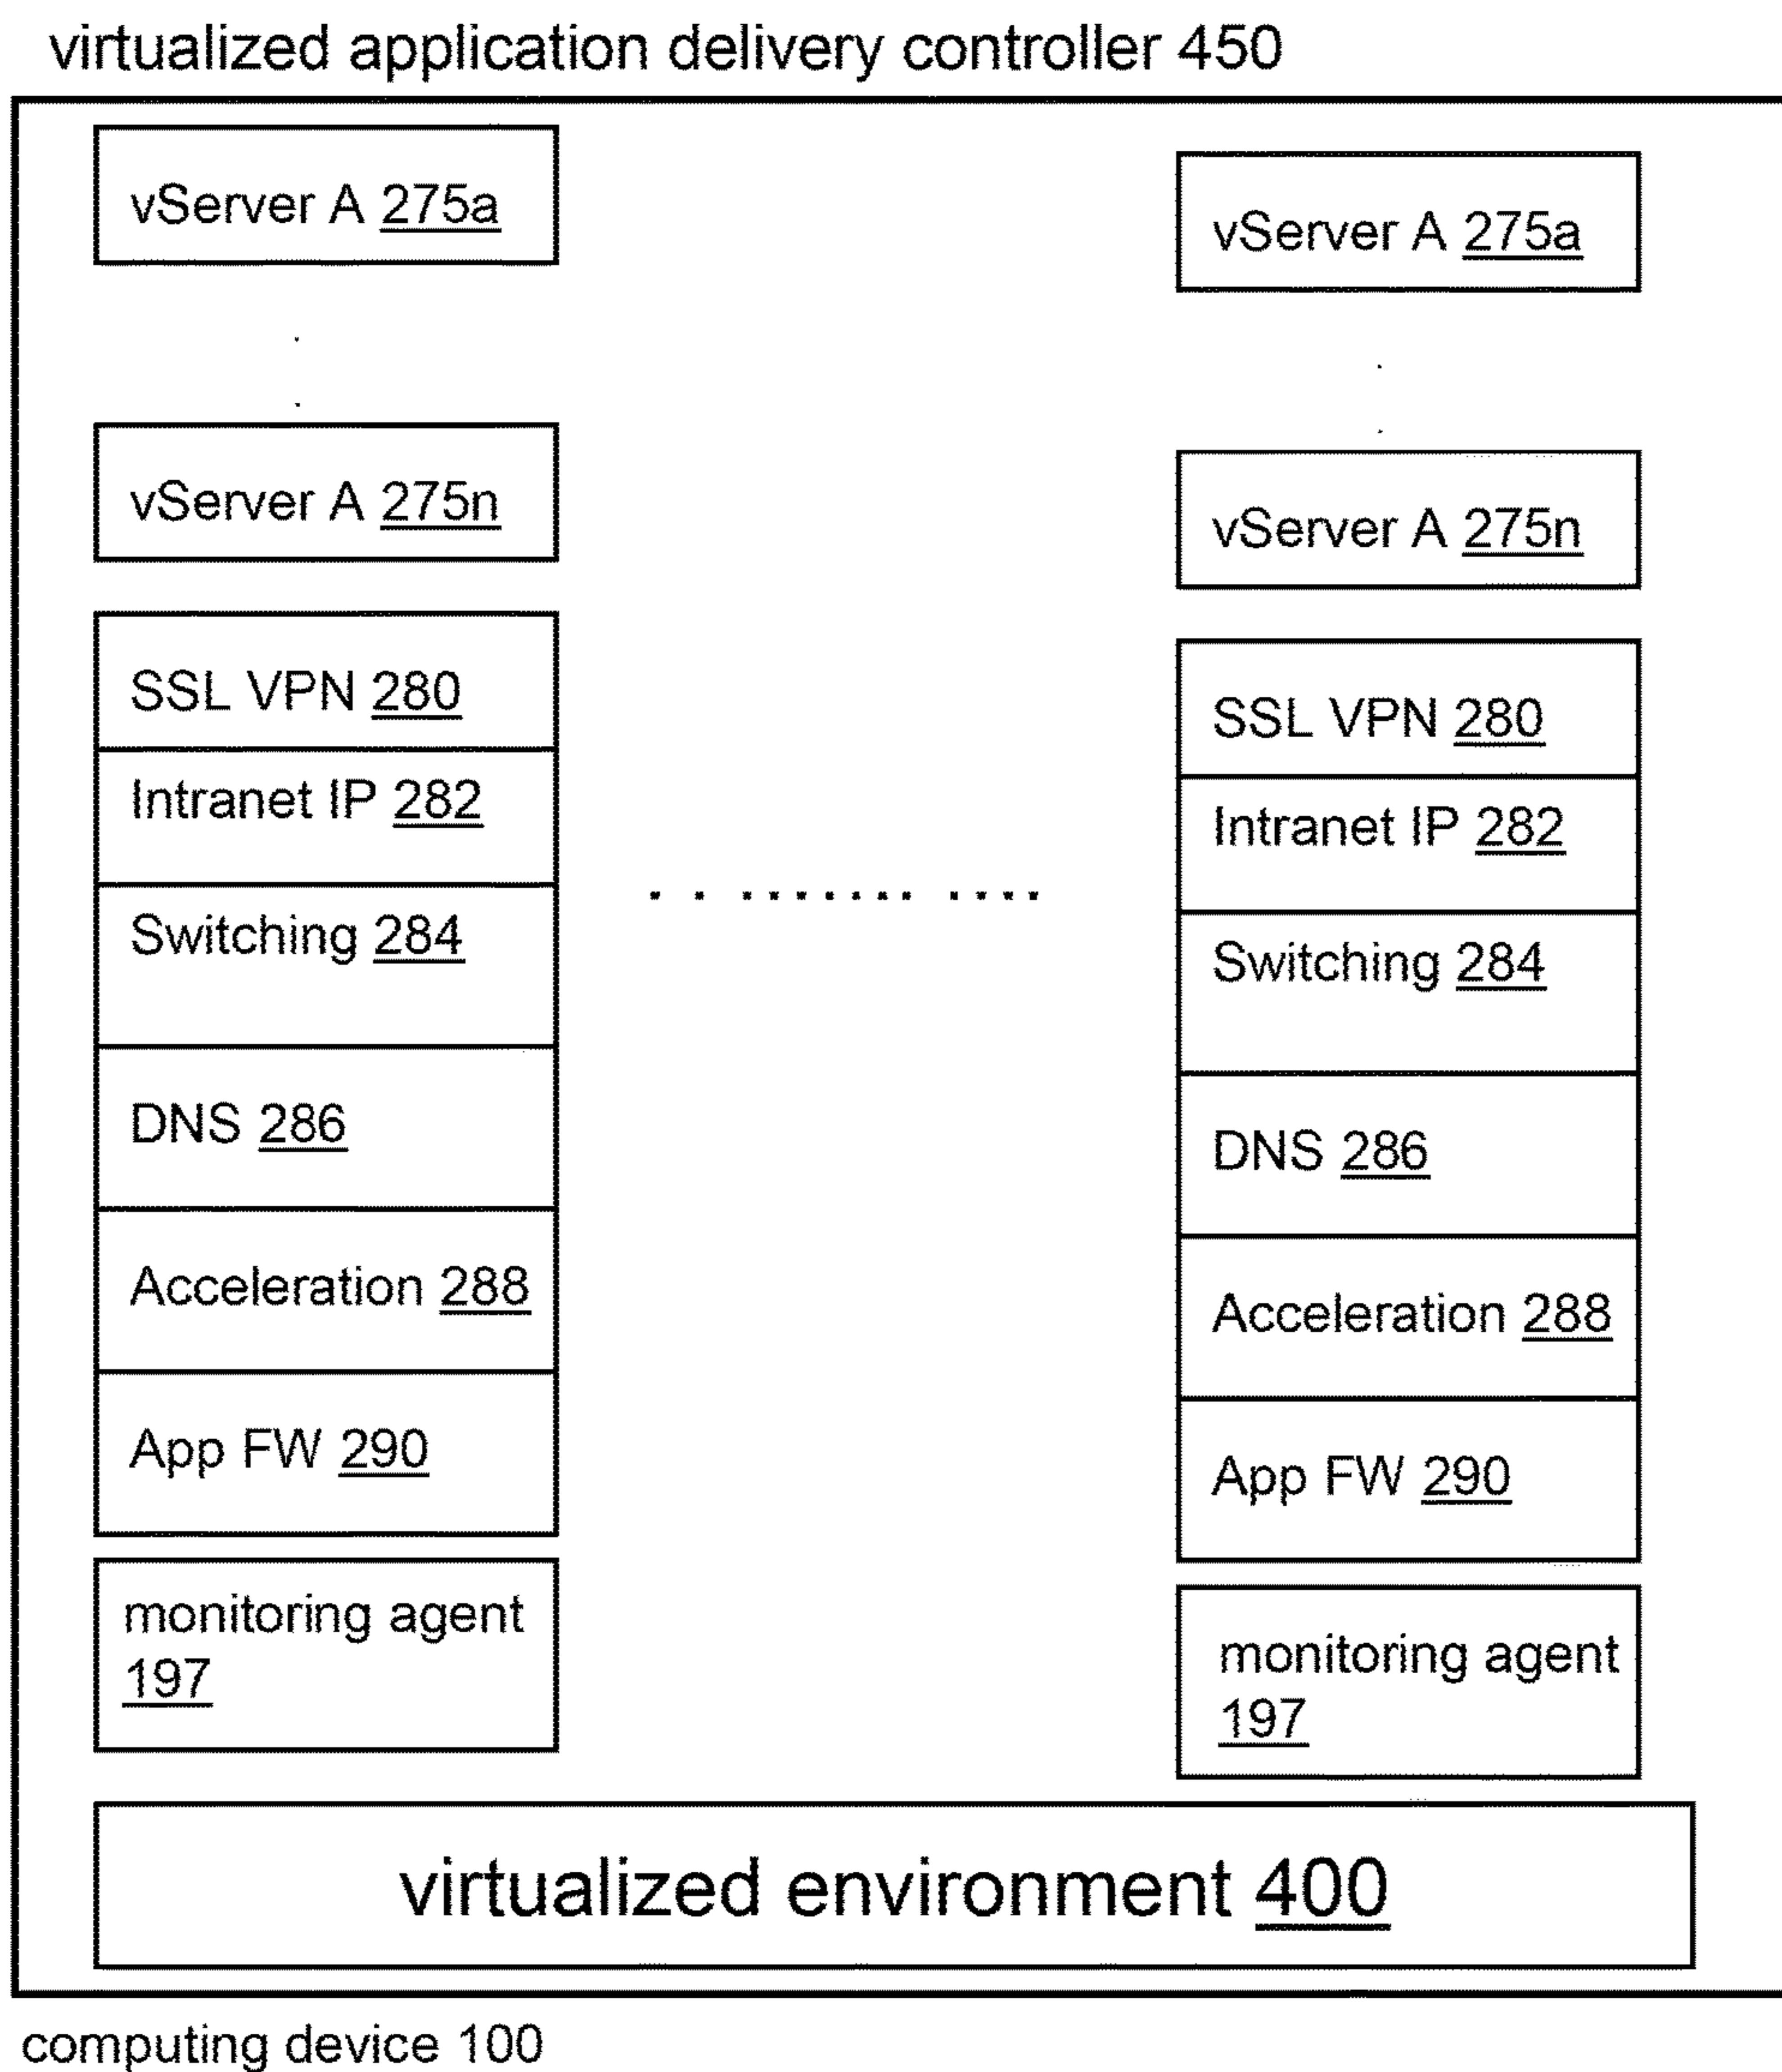 virtualized application delivery controller 450
vServer A 275a
vServer A 275n
SSL VPN 280
Intranet IP 282
Switching 284
DNS 286
Acceleration 288
App FW 290
monitoring agent
197
vServer A 275a
vServer A 275n
SSL VPN 280
Intranet IP 282
Switching 284
DNS 286
Acceleration 288
App FW 290
monitoring agent
197
virtualized environment 400
computing device 100